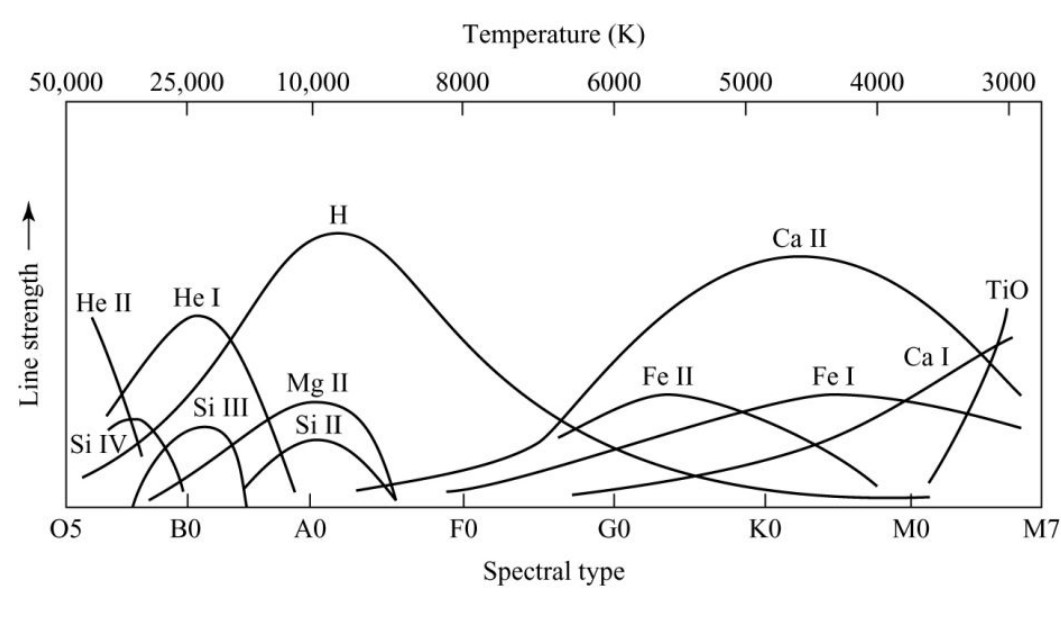 Temperature (K)
50,000 25,000 10,000 8000 6000 5000 4000 3000
H
Ca II
He II He I TiO
Line strength
Mg II Fe II Fe I Ca I
Si III
Si II
Si IV
O5 B0 A0 F0 G0 K0 M0 M7
Spectral type